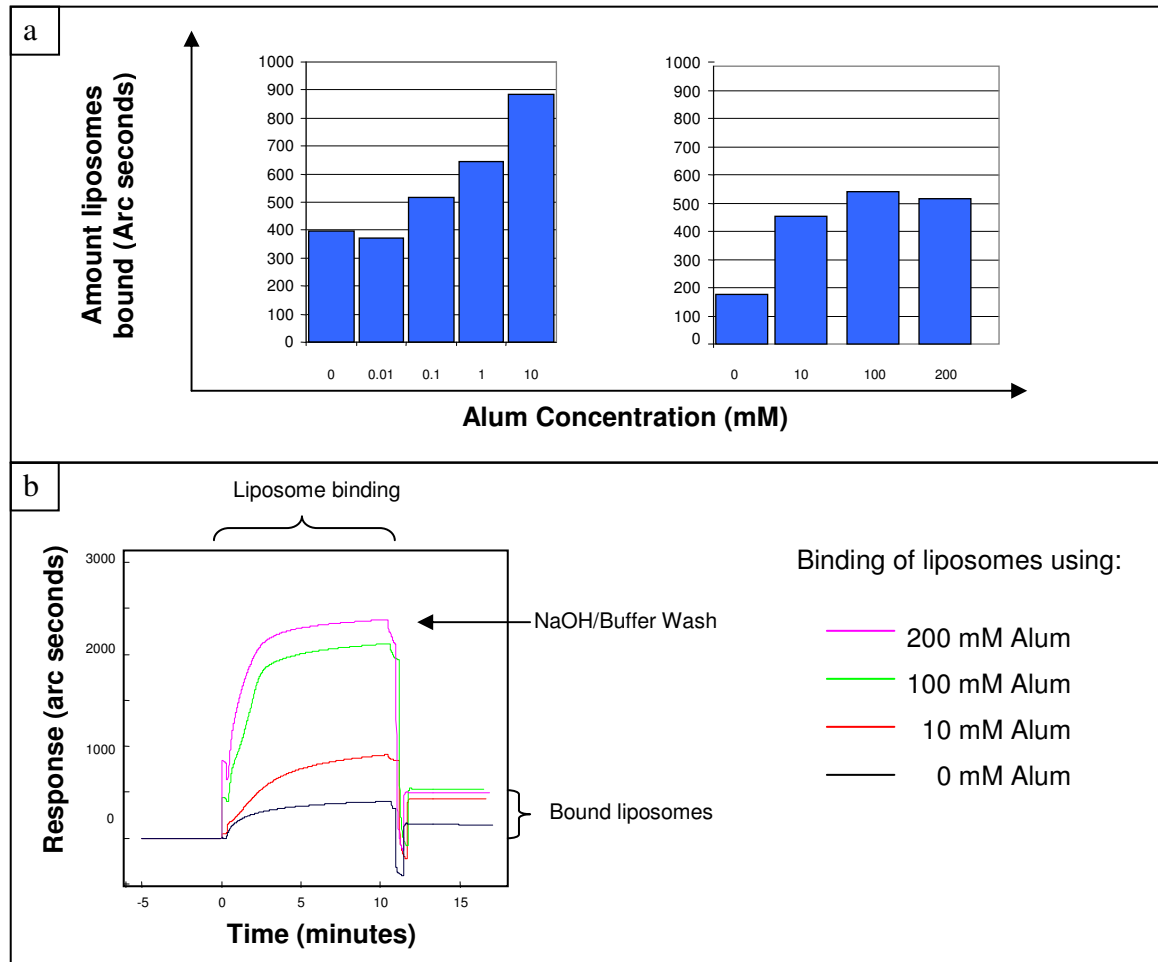 a
Amount liposomes
bound (Arc seconds)
1000
900
800
700
600
500
400
300
200
100
0
0 0.01 0.1 1 10
1000
900
800
700
600
500
400
300
200
100
0
0 10 100 200
Alum Concentration (mM)
b
Liposome binding
Response (arc seconds)
3000
2000
1000
0
NaOH/Buffer Wash
Bound liposomes
-5 0 5 10 15
Time (minutes)
Binding of liposomes using:
200 mM Alum
100 mM Alum
10 mM Alum
0 mM Alum